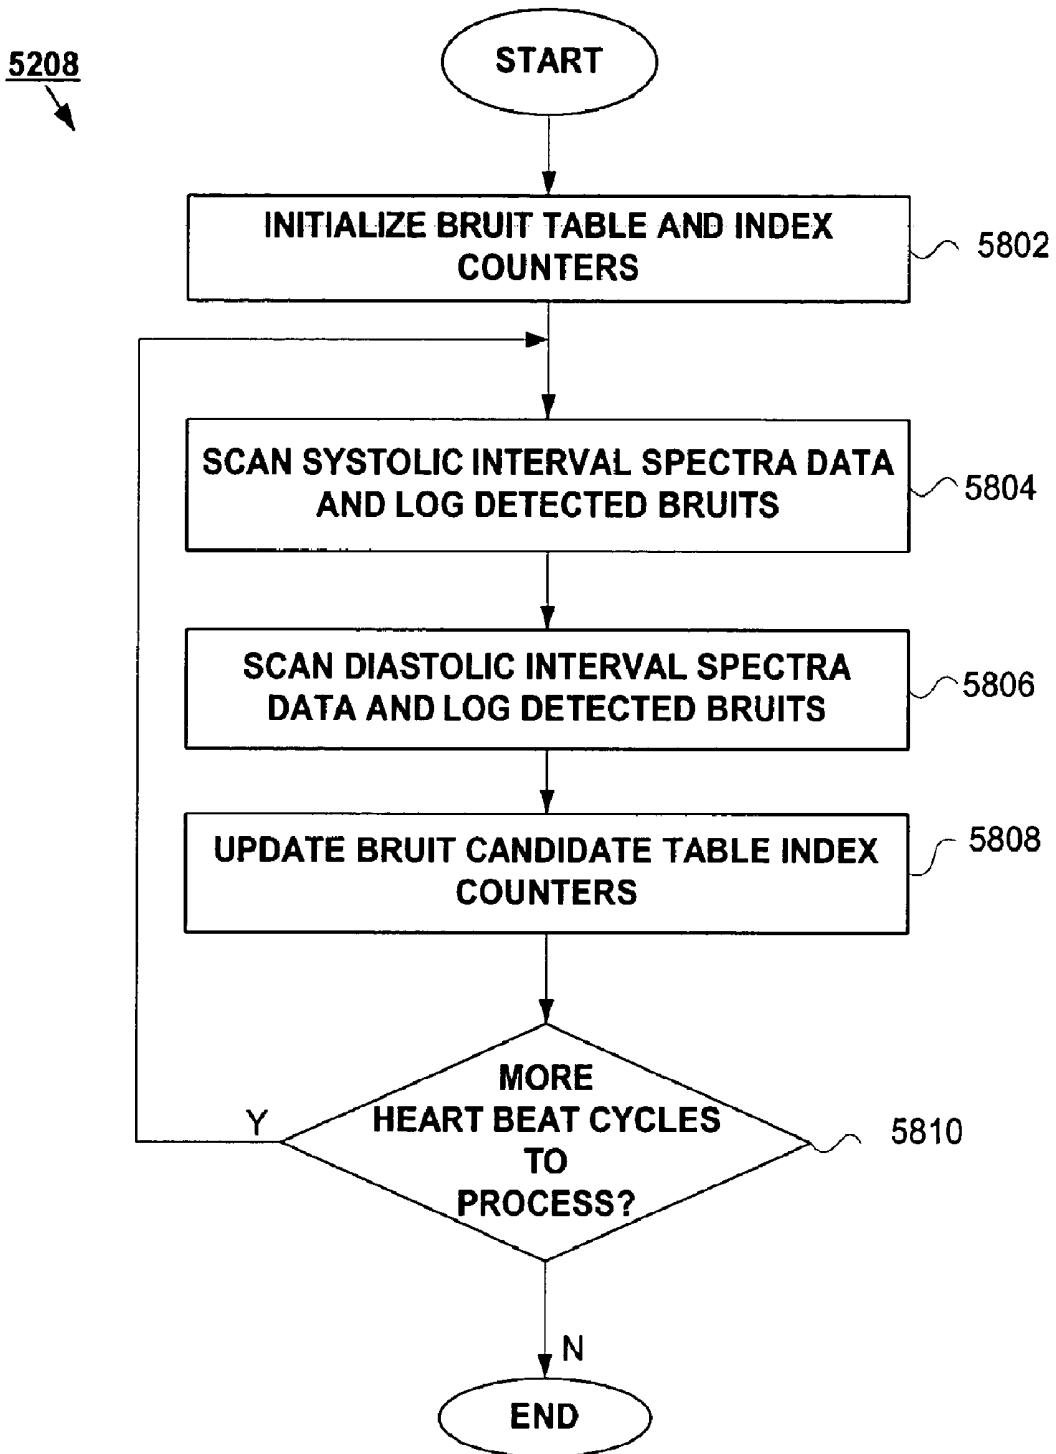 5208
START
INITIALIZE BRUIT TABLE AND INDEX
COUNTERS
5802
SCAN SYSTOLIC INTERVAL SPECTRA DATA
AND LOG DETECTED BRUITS
5804
SCAN DIASTOLIC INTERVAL SPECTRA
DATA AND LOG DETECTED BRUITS
5806
UPDATE BRUIT CANDIDATE TABLE INDEX
COUNTERS
5808
MORE
HEART BEAT CYCLES
TO
PROCESS?
5810
Y
N
END